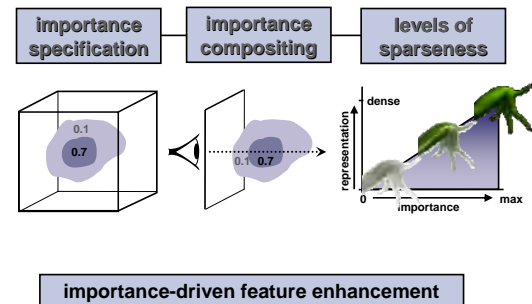 importance specification
importance compositing
levels of sparseness
0.1
0.7
0.1 0.7
representation
dense
0
importance
max
importance-driven feature enhancement